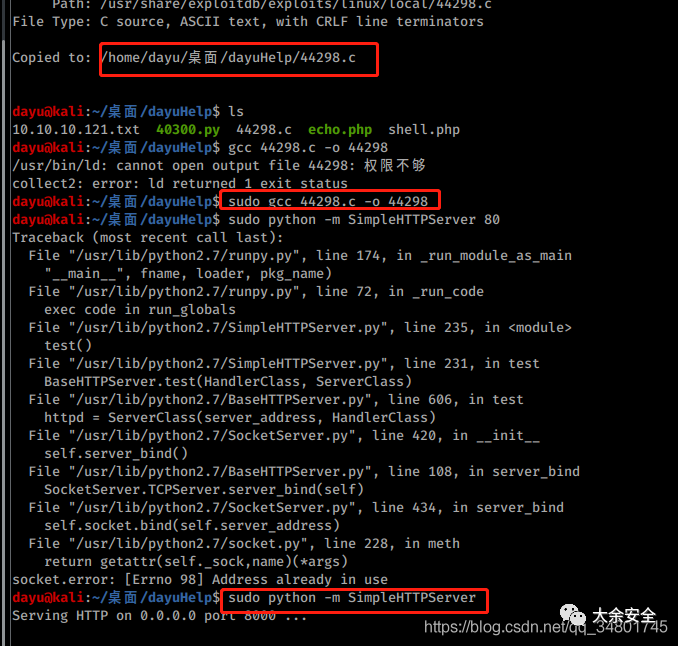 Path: /usr/share/exploitdb/exploits/linux/local/44298.c
File Type: C source, ASCII text, with CRLF line terminators
Copied to: /home/dayu/桌面/dayuHelp/44298.c
dayu@kali:~/桌面/dayuHelp$ ls
10.10.10.121.txt  40300.py  44298.c  echo.php  shell.php
dayu@kali:~/桌面/dayuHelp$ gcc 44298.c -o 44298
/usr/bin/ld: cannot open output file 44298: 权限不够
collect2: error: ld returned 1 exit status
dayu@kali:~/桌面/dayuHelp$ sudo gcc 44298.c -o 44298
dayu@kali:~/桌面/dayuHelp$ sudo python -m SimpleHTTPServer 80
Traceback (most recent call last):
  File "/usr/lib/python2.7/runpy.py", line 174, in _run_module_as_main
    "__main__", fname, loader, pkg_name)
  File "/usr/lib/python2.7/runpy.py", line 72, in _run_code
    exec code in run_globals
  File "/usr/lib/python2.7/SimpleHTTPServer.py", line 235, in <module>
    test()
  File "/usr/lib/python2.7/SimpleHTTPServer.py", line 231, in test
    BaseHTTPServer.test(HandlerClass, ServerClass)
  File "/usr/lib/python2.7/BaseHTTPServer.py", line 606, in test
    httpd = ServerClass(server_address, HandlerClass)
  File "/usr/lib/python2.7/SocketServer.py", line 420, in __init__
    self.server_bind()
  File "/usr/lib/python2.7/BaseHTTPServer.py", line 108, in server_bind
    SocketServer.TCPServer.server_bind(self)
  File "/usr/lib/python2.7/SocketServer.py", line 434, in server_bind
    self.socket.bind(self.server_address)
  File "/usr/lib/python2.7/socket.py", line 228, in meth
    return getattr(self._sock,name)(*args)
socket.error: [Errno 98] Address already in use
dayu@kali:~/桌面/dayuHelp$ sudo python -m SimpleHTTPServer
Serving HTTP on 0.0.0.0 port 8000 ...
大余安全
https://blog.csdn.net/qq_34801745